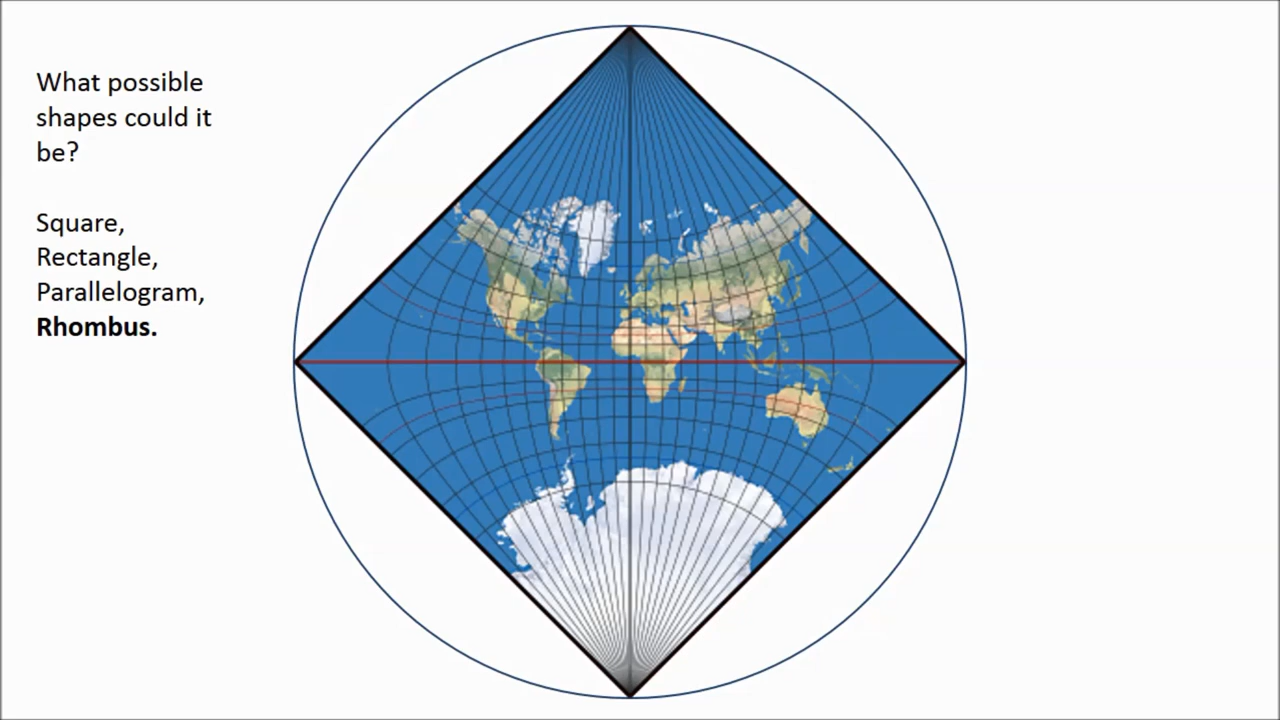 What possible
shapes could it
be?
Square,
Rectangle,
Parallelogram,
Rhombus.